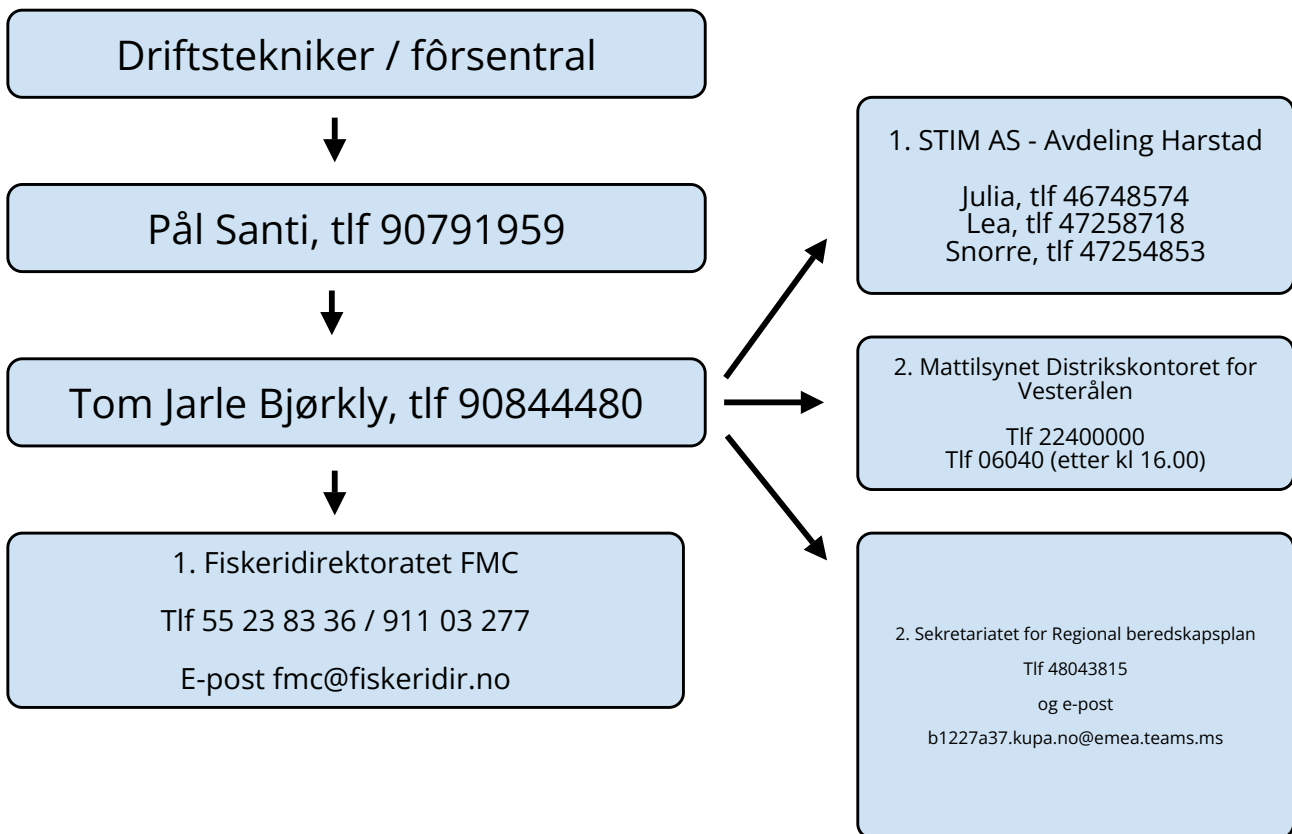 Driftstekniker / fôrsentral
Pål Santi, tlf 90791959
Tom Jarle Bjørkly, tlf 90844480
1. Fiskeridirektoratet FMC
Tlf 55 23 83 36 / 911 03 277
E-post fmc@fiskeridir.no
1. STIM AS - Avdeling Harstad
Julia, tlf 46748574
Lea, tlf 47258718
Snorre, tlf 47254853
2. Mattilsynet Distrikskontoret for
Vesterålen
Tlf 22400000
Tlf 06040 (etter kl 16.00)
2. Sekretariatet for Regional beredskapsplan
Tlf 48043815
og e-post
b1227a37.kupa.no@emea.teams.ms